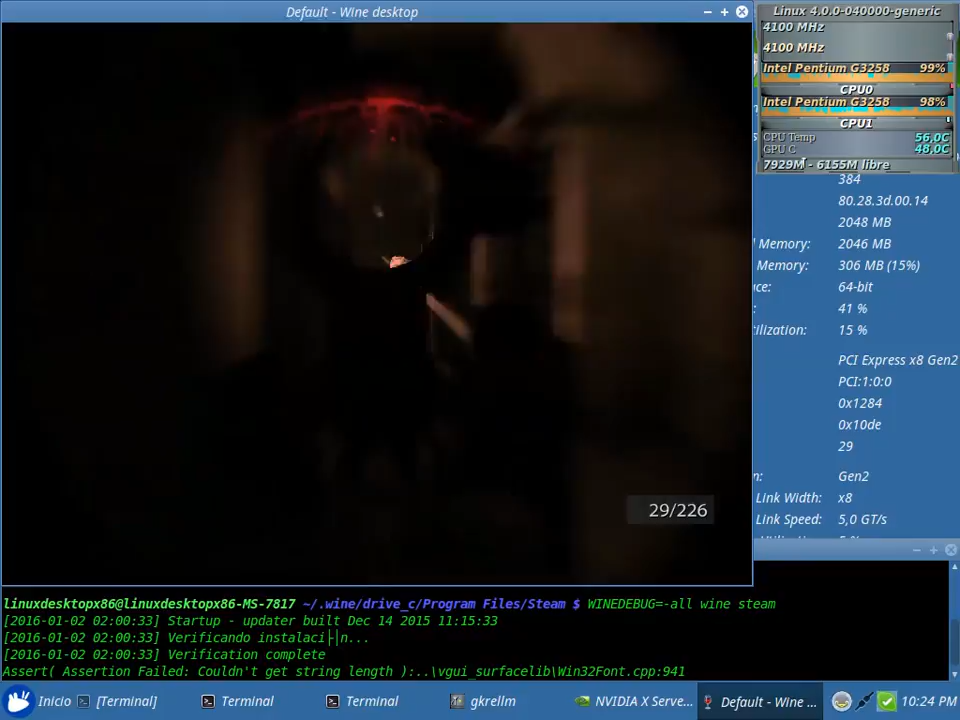 Default - Wine desktop
Linux 4.0.0-040000-generic
4100 MHz
4100 MHz
Intel Pentium G3258 99%
CPU0
Intel Pentium G3258 98%
CPU1
CPU Temp 56,0C
GPU C 48,0C
7929M - 6155M libre
384
80.28.3d.00.14
2048 MB
Memory: 2046 MB
Memory: 306 MB (15%)
ce: 64-bit
: 41 %
tilization: 15 %
PCI Express x8 Gen2
PCI:1:0:0
0x1284
0x10de
29
n: Gen2
Link Width: x8
Link Speed: 5,0 GT/s
29/226
linuxdesktopx86@linuxdesktopx86-MS-7817 ~/.wine/drive_c/Program Files/Steam $ WINEDEBUG=-all wine steam
[2016-01-02 02:00:33] Startup - updater built Dec 14 2015 11:15:33
[2016-01-02 02:00:33] Verificando instalaci├│n...
[2016-01-02 02:00:33] Verification complete
Assert( Assertion Failed: Couldn't get string length ):..\vgui_surfacelib\Win32Font.cpp:941
Inicio [Terminal] Terminal Terminal gkrellm NVIDIA X Serve... Default - Wine ... 10:24 PM